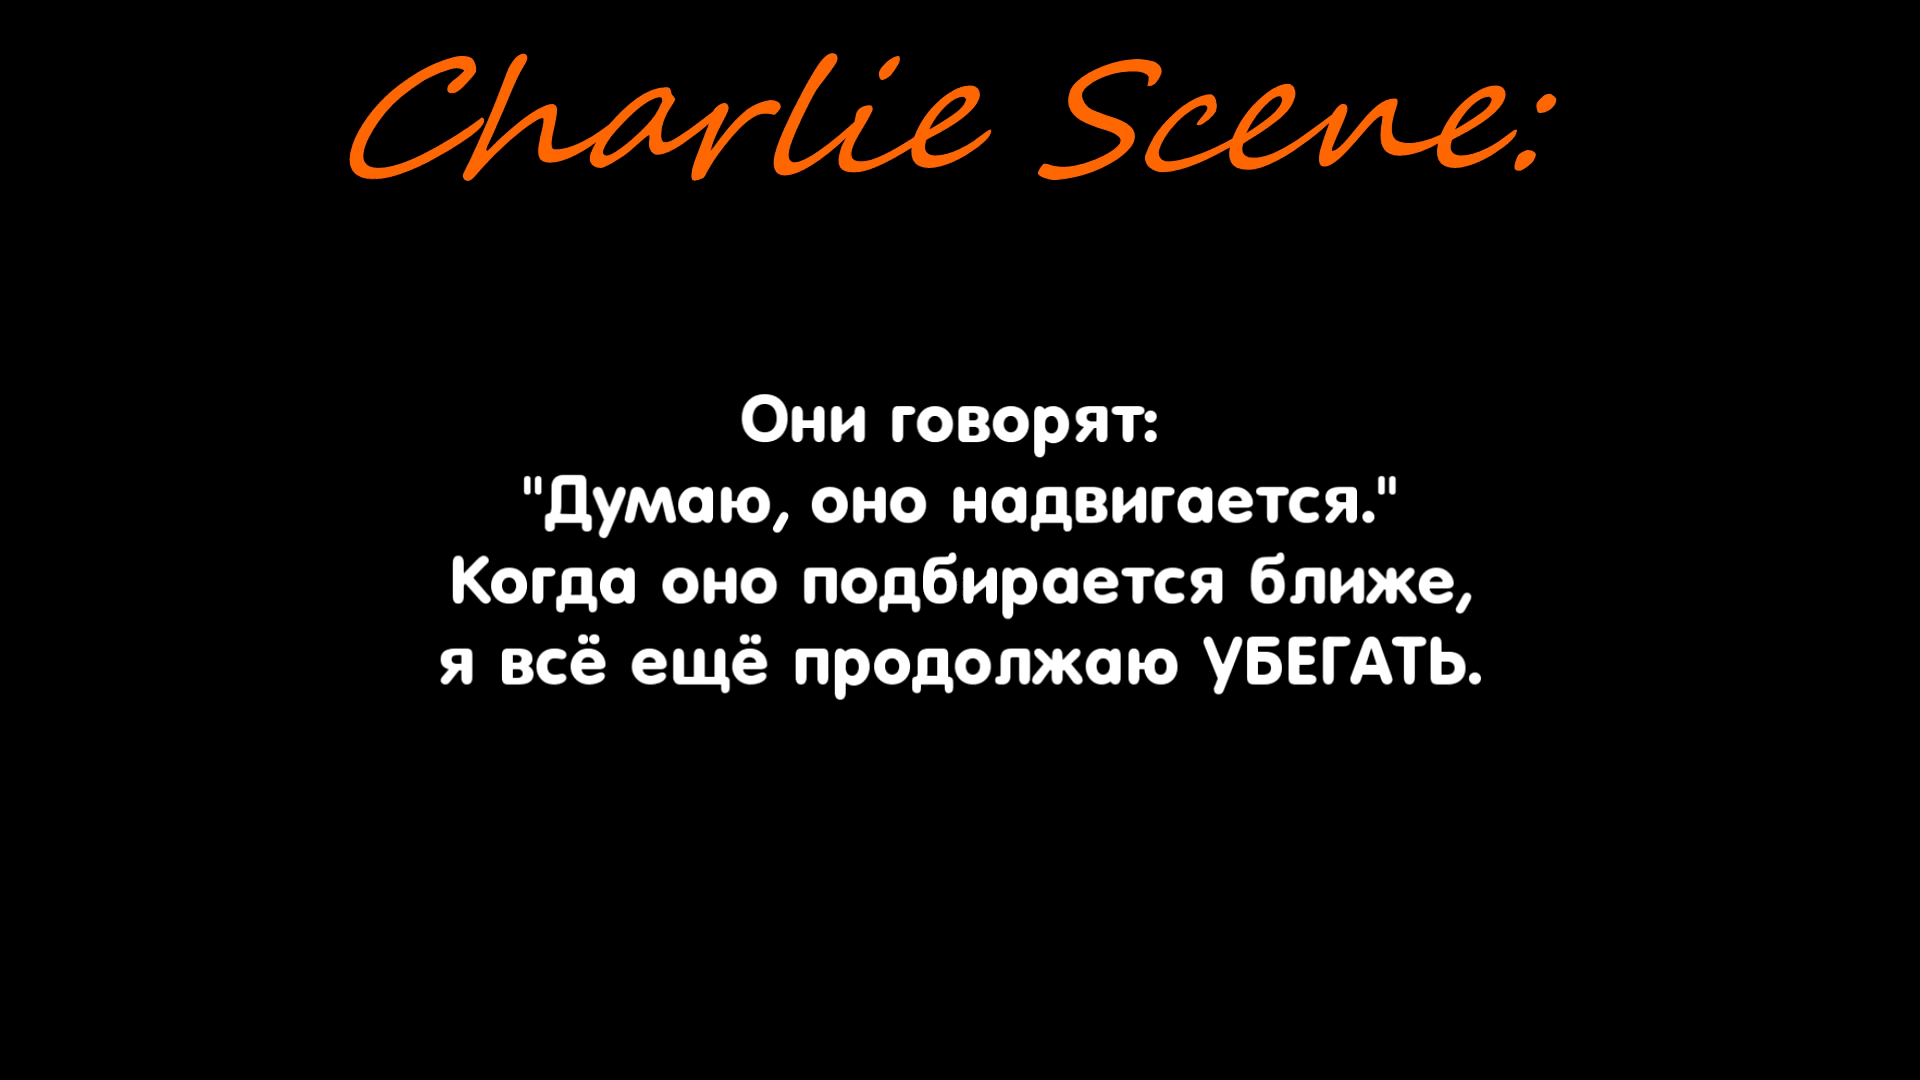 Charlie Scene:
Они говорят:
"Думаю, оно надвигается."
Когда оно подбирается ближе,
я всё ещё продолжаю УБЕГАТЬ.